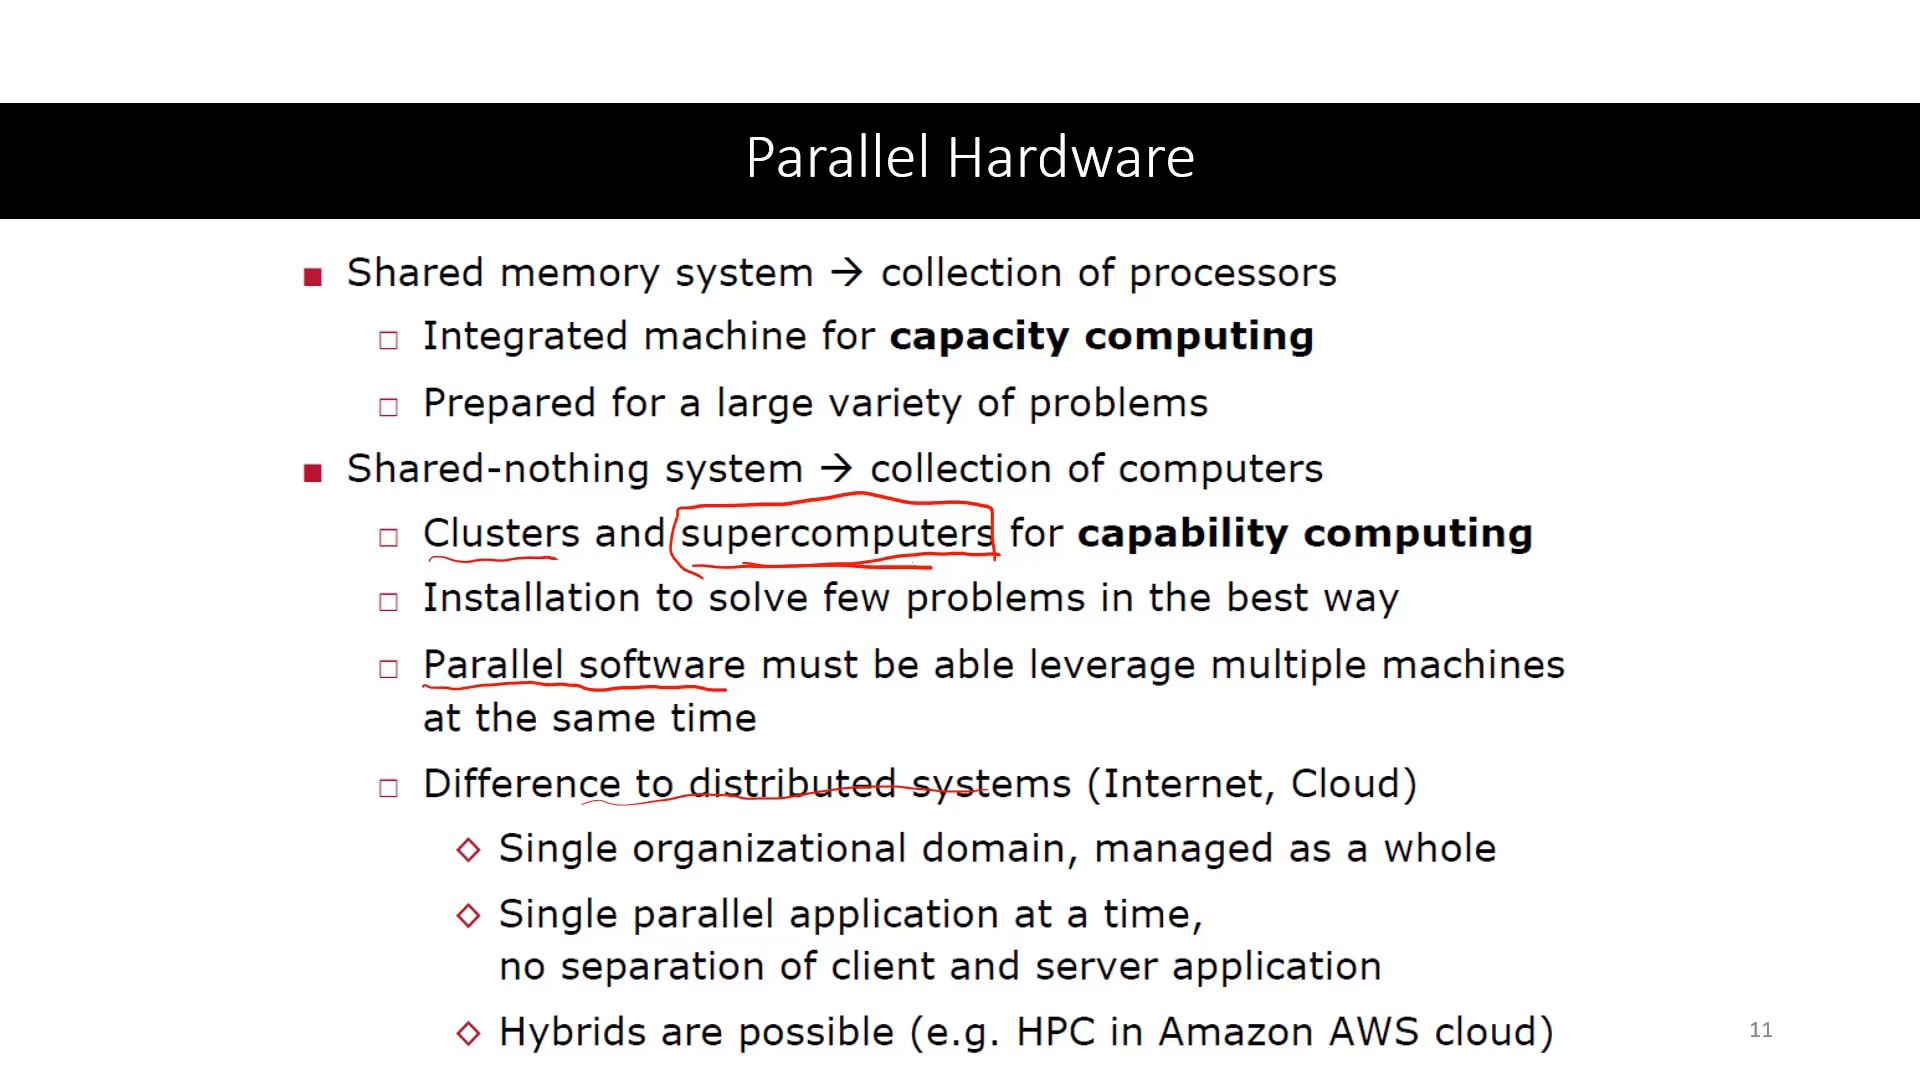 Parallel Hardware
Shared memory system → collection of processors
Integrated machine for capacity computing
Prepared for a large variety of problems
Shared-nothing system → collection of computers
Clusters and supercomputers for capability computing
Installation to solve few problems in the best way
Parallel software must be able leverage multiple machines
at the same time
Difference to distributed systems (Internet, Cloud)
Single organizational domain, managed as a whole
Single parallel application at a time,
no separation of client and server application
Hybrids are possible (e.g. HPC in Amazon AWS cloud)
11